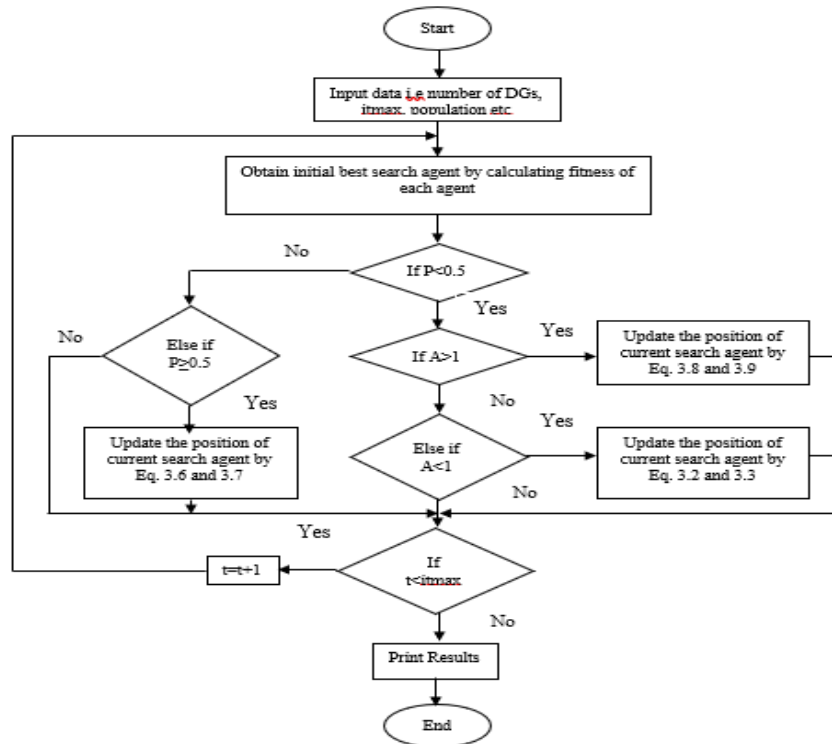 Start
Input data i.e number of DGs,
itmax, population etc
Obtain initial best search agent by calculating fitness of
each agent
No
If P<0.5
Yes
No
Else if
P≥0.5
Yes
If A>1
Yes
Update the position of
current search agent by
Eq. 3.8 and 3.9
No
Update the position of
current search agent by
Eq. 3.6 and 3.7
Else if
A<1
Yes
Update the position of
current search agent by
Eq. 3.2 and 3.3
No
Yes
t=t+1
If
t<itmax
No
Print Results
End